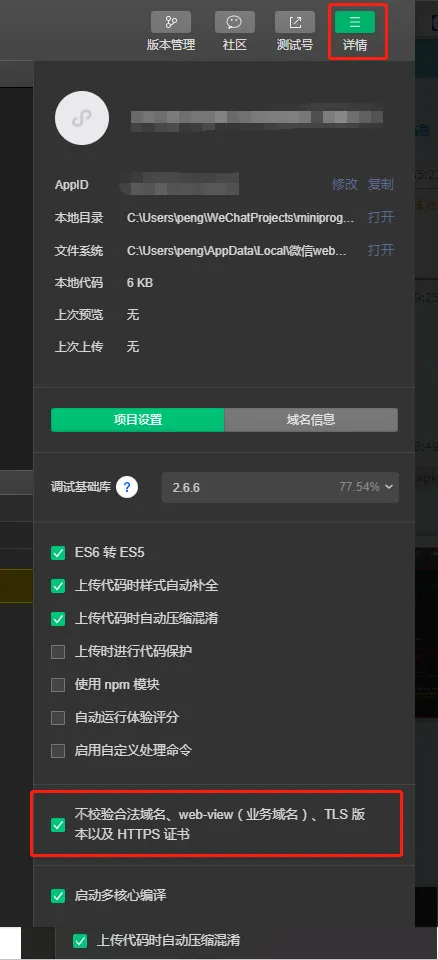 版本管理 社区 测试号 详情
AppID 修改 复制
本地目录 C:\Users\peng\WeChatProjects\miniprog... 打开
文件系统 C:\Users\peng\AppData\Local\微信web... 打开
本地代码 6 KB
上次预览 无
上次上传 无
项目设置 域名信息
调试基础库 ? 2.6.6 77.54%
ES6 转 ES5
上传代码时样式自动补全
上传代码时自动压缩混淆
上传时进行代码保护
使用 npm 模块
自动运行体验评分
启用自定义处理命令
不校验合法域名、web-view（业务域名）、TLS 版
本以及 HTTPS 证书
启动多核心编译
上传代码时自动压缩混淆